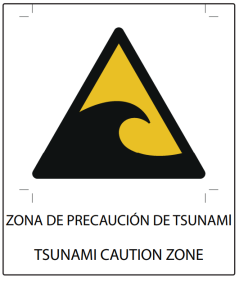 ZONA DE PRECAUCIÓN DE TSUNAMI
TSUNAMI CAUTION ZONE